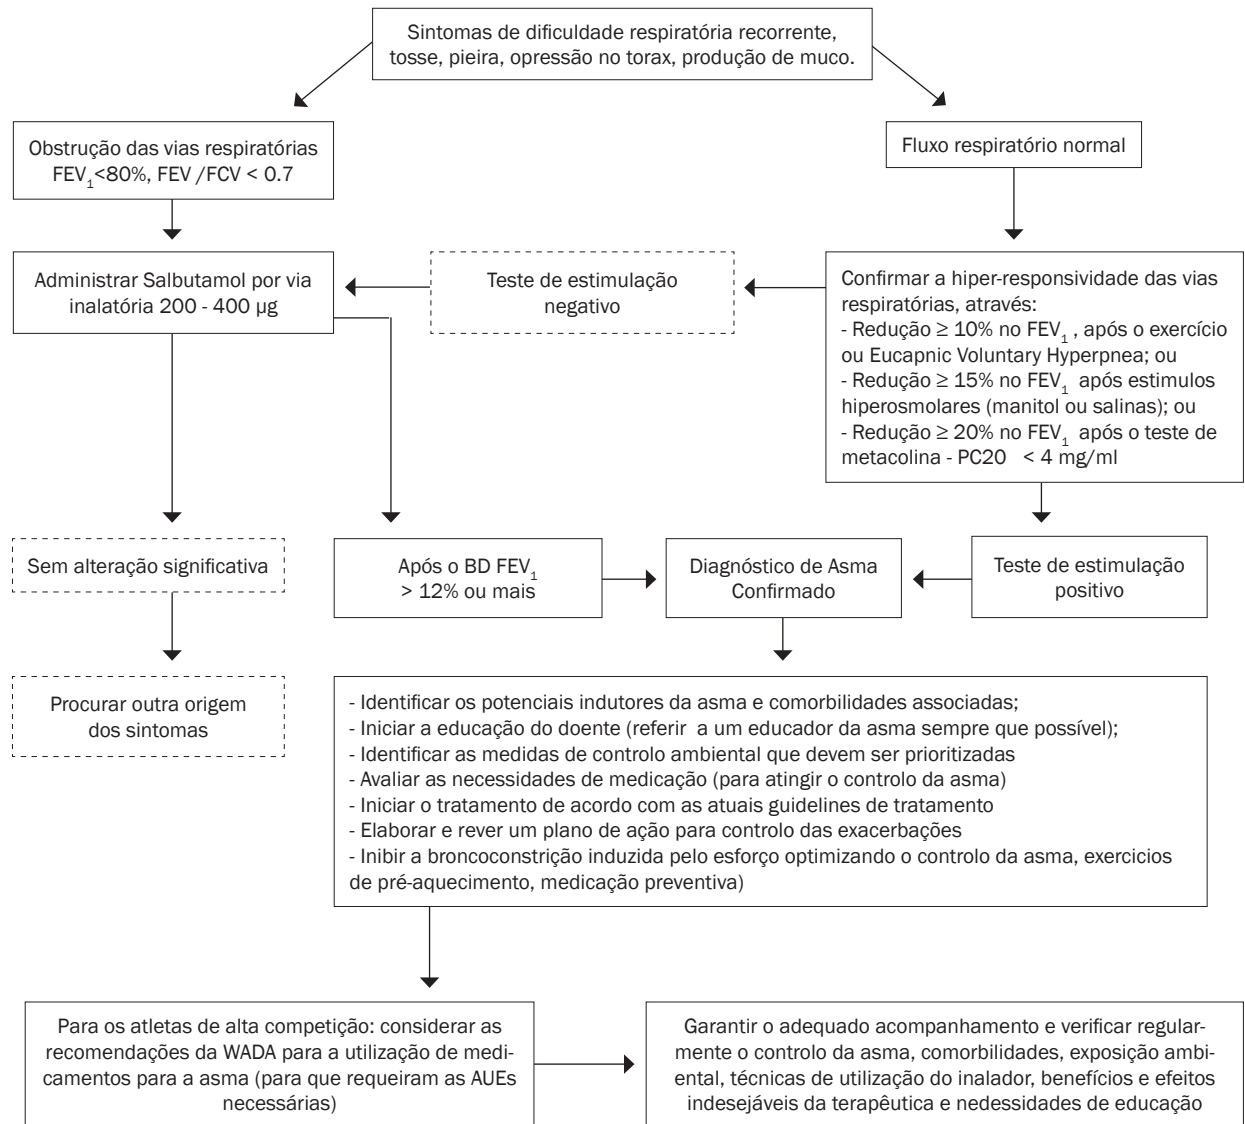 Sintomas de dificuldade respiratória recorrente,
tosse, pieira, opressão no torax, produção de muco.
Obstrução das vias respiratórias
FEV₁<80%, FEV /FCV < 0.7
Fluxo respiratório normal
Administrar Salbutamol por via
inalatória 200 - 400 µg
Teste de estimulação
negativo
Confirmar a hiper-responsividade das vias
respiratórias, através:
- Redução ≥ 10% no FEV₁ , após o exercício
ou Eucapnic Voluntary Hyperpnea; ou
- Redução ≥ 15% no FEV₁ após estimulos
hiperosmolares (manitol ou salinas); ou
- Redução ≥ 20% no FEV₁ após o teste de
metacolina - PC20 < 4 mg/ml
Sem alteração significativa
Após o BD FEV₁
> 12% ou mais
Diagnóstico de Asma
Confirmado
Teste de estimulação
positivo
Procurar outra origem
dos sintomas
- Identificar os potenciais indutores da asma e comorbilidades associadas;
- Iniciar a educação do doente (referir a um educador da asma sempre que possível);
- Identificar as medidas de controlo ambiental que devem ser prioritizadas
- Avaliar as necessidades de medicação (para atingir o controlo da asma)
- Iniciar o tratamento de acordo com as atuais guidelines de tratamento
- Elaborar e rever um plano de ação para controlo das exacerbações
- Inibir a broncoconstrição induzida pelo esforço optimizando o controlo da asma, exercicios
de pré-aquecimento, medicação preventiva)
Para os atletas de alta competição: considerar as
recomendações da WADA para a utilização de medi-
camentos para a asma (para que requeiram as AUEs
necessárias)
Garantir o adequado acompanhamento e verificar regular-
mente o controlo da asma, comorbilidades, exposição ambi-
ental, técnicas de utilização do inalador, benefícios e efeitos
indesejáveis da terapêutica e nedessidades de educação